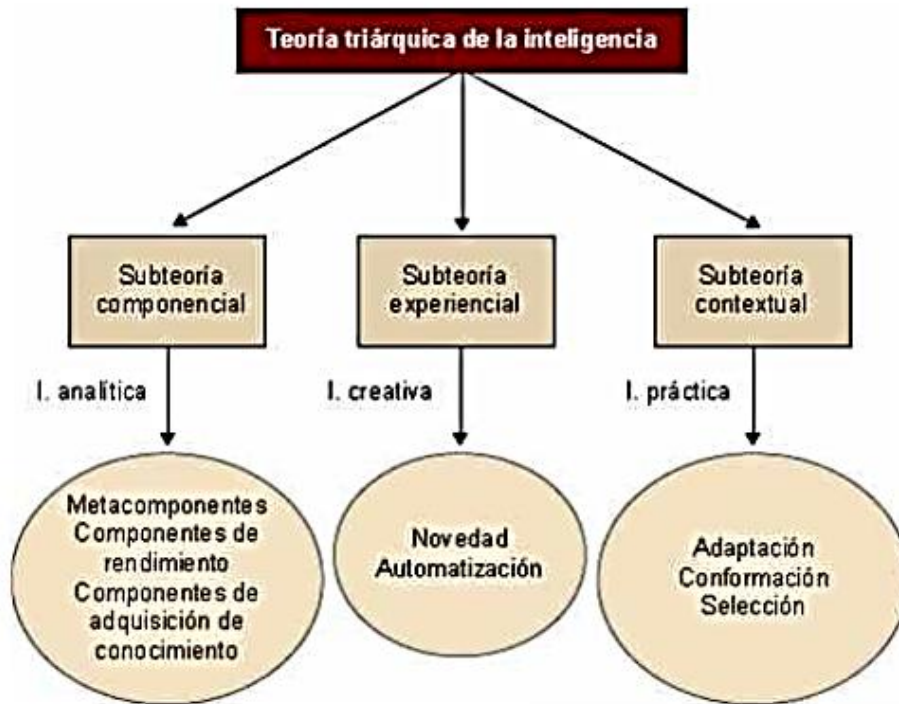 Teoría triárquica de la inteligencia
Subteoría
componencial
Subteoría
experiencial
Subteoría
contextual
I. analítica
I. creativa
I. práctica
Metacomponentes
Componentes de
rendimiento
Componentes de
adquisición de
conocimiento
Novedad
Automatización
Adaptación
Conformación
Selección